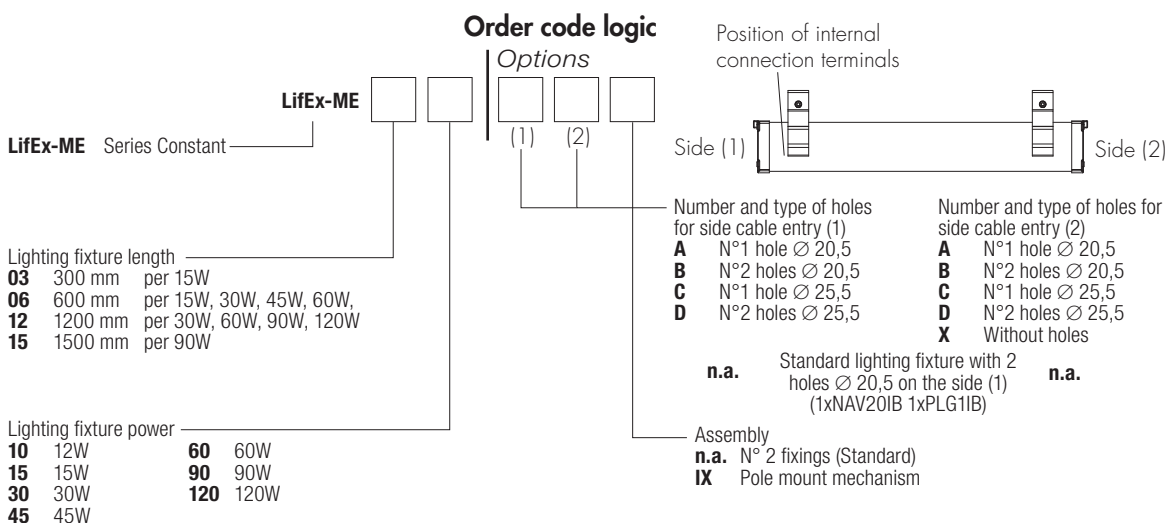 Order code logic
Options
LifEx-ME
(1) (2)
LifEx-ME Series Constant
Position of internal
connection terminals
Side (1)
Side (2)
Lighting fixture length
03 300 mm per 15W
06 600 mm per 15W, 30W, 45W, 60W,
12 1200 mm per 30W, 60W, 90W, 120W
15 1500 mm per 90W
Lighting fixture power
10 12W
15 15W
30 30W
45 45W
60 60W
90 90W
120 120W
Number and type of holes
for side cable entry (1)
A N°1 hole ∅ 20,5
B N°2 holes ∅ 20,5
C N°1 hole ∅ 25,5
D N°2 holes ∅ 25,5
Number and type of holes for
side cable entry (2)
A N°1 hole ∅ 20,5
B N°2 holes ∅ 20,5
C N°1 hole ∅ 25,5
D N°2 holes ∅ 25,5
X Without holes
n.a.
Standard lighting fixture with 2
holes ∅ 20,5 on the side (1)
(1xNAV20IB 1xPLG1IB)
n.a.
Assembly
n.a. N° 2 fixings (Standard)
IX Pole mount mechanism